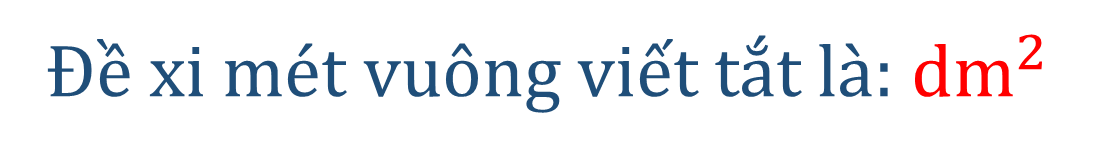 Đề xi mét vuông viết tắt là: dm²